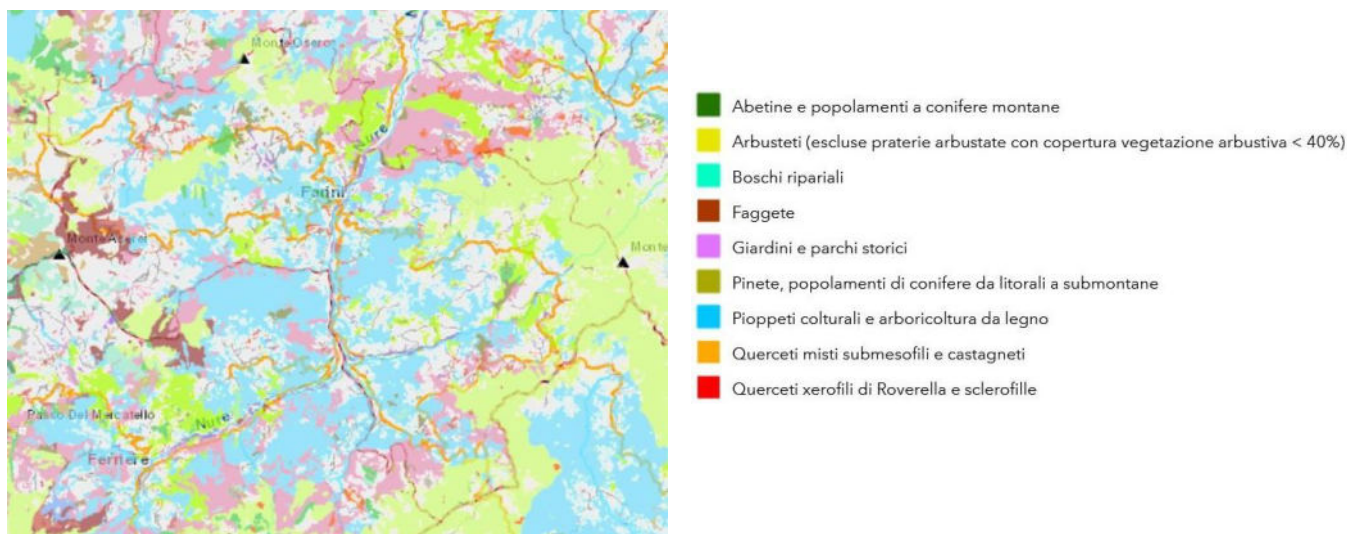 Monte Osero
Nure
Farini
Monte Aserei
Monte
Passo Del Mercatello
Nure
Ferriere
Abetine e popolamenti a conifere montane
Arbusteti (escluse praterie arbustate con copertura vegetazione arbustiva < 40%)
Boschi ripariali
Faggete
Giardini e parchi storici
Pinete, popolamenti di conifere da litorali a submontane
Pioppeti colturali e arboricoltura da legno
Querceti misti submesofili e castagneti
Querceti xerofili di Roverella e sclerofille